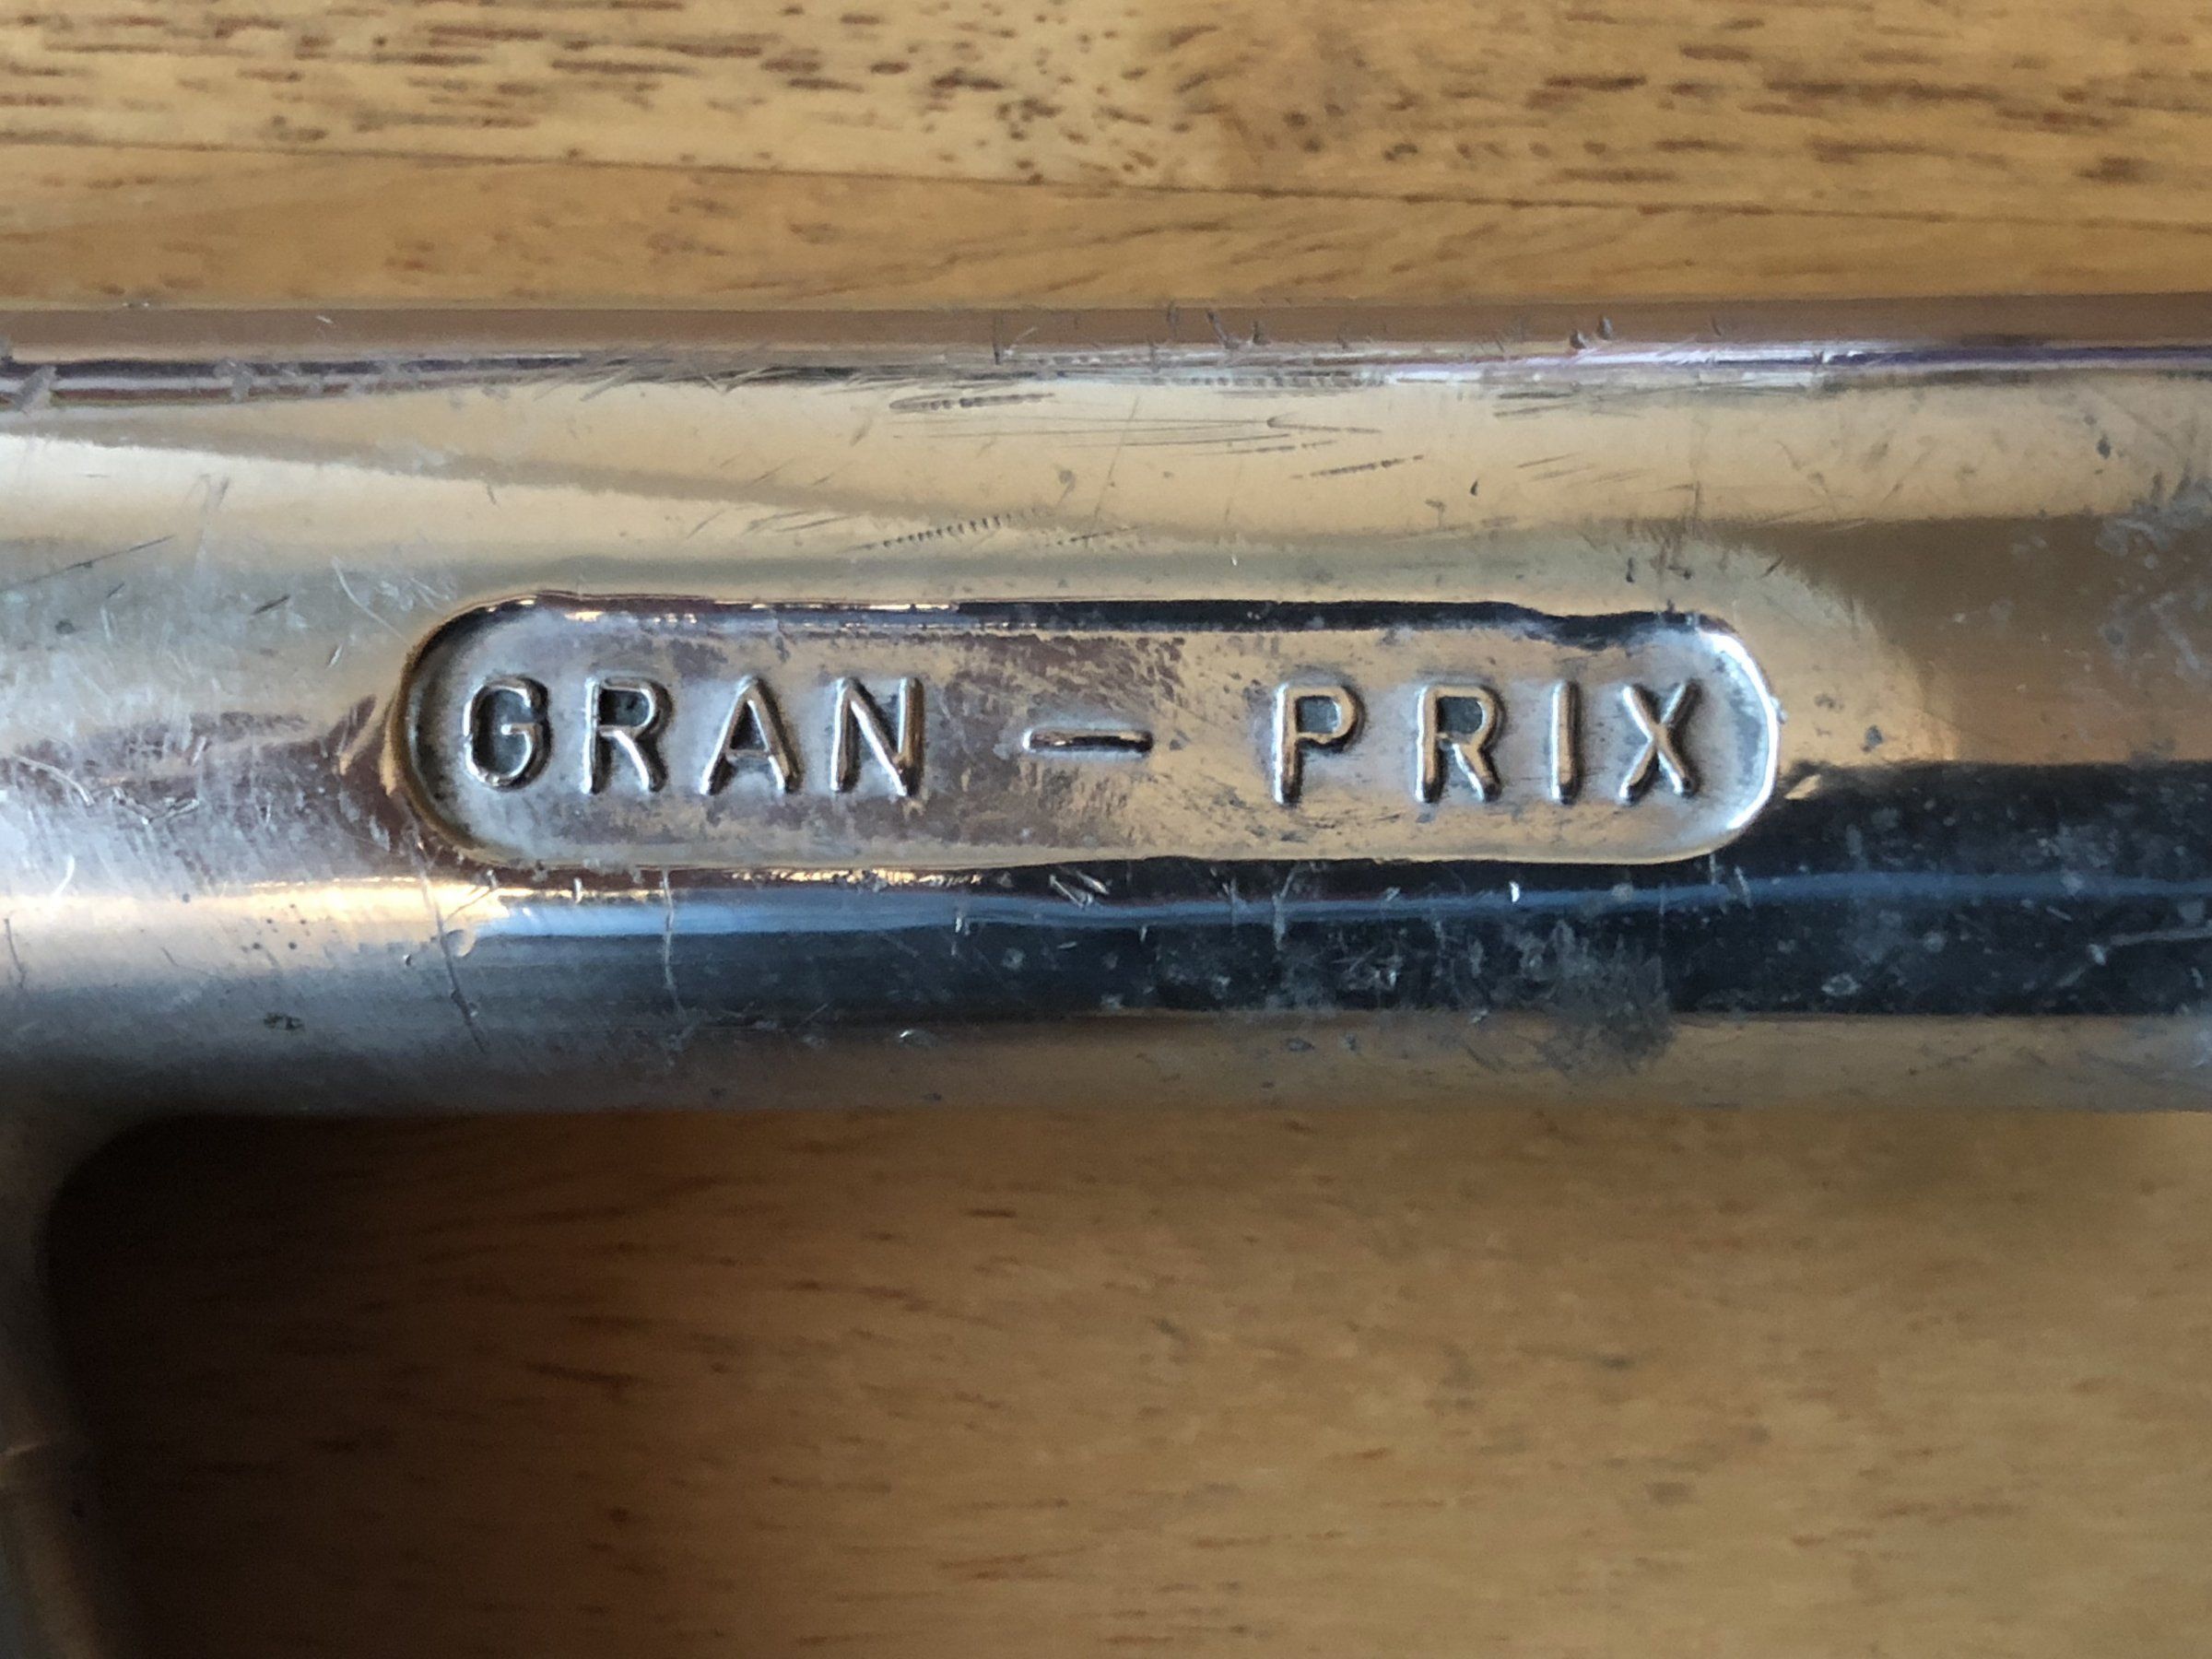 GRAN - PRIX